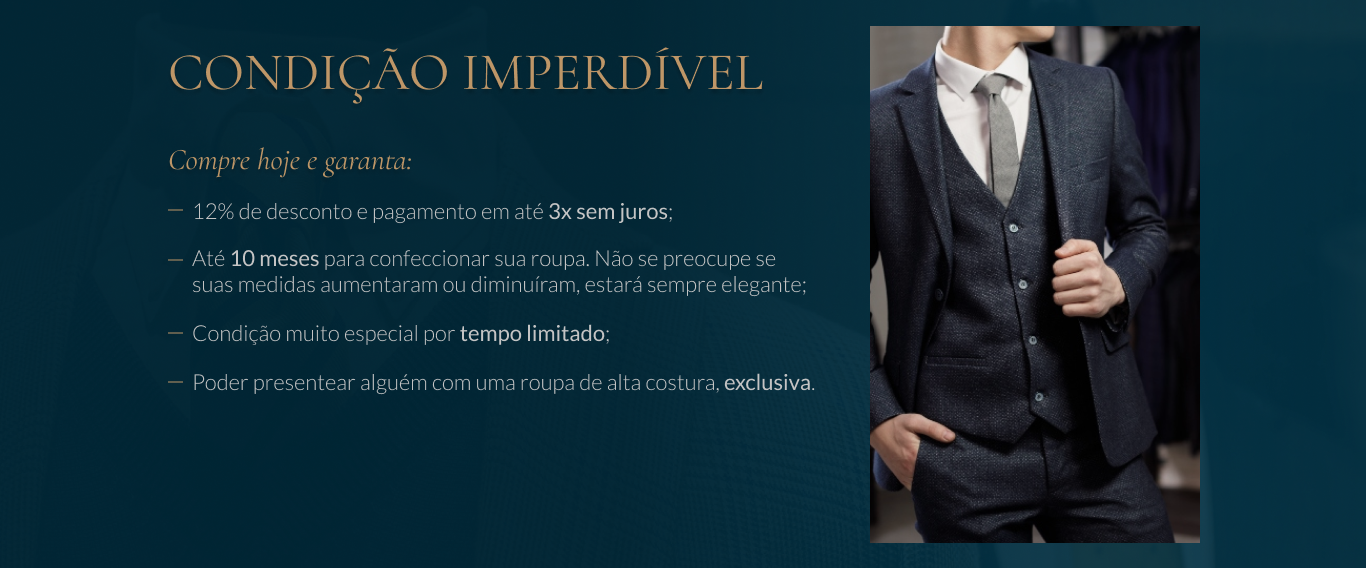 CONDIÇÃO IMPERDÍVEL
Compre hoje e garanta:
— 12% de desconto e pagamento em até 3x sem juros;
— Até 10 meses para confeccionar sua roupa. Não se preocupe se
suas medidas aumentaram ou diminuíram, estará sempre elegante;
— Condição muito especial por tempo limitado;
— Poder presentear alguém com uma roupa de alta costura, exclusiva.